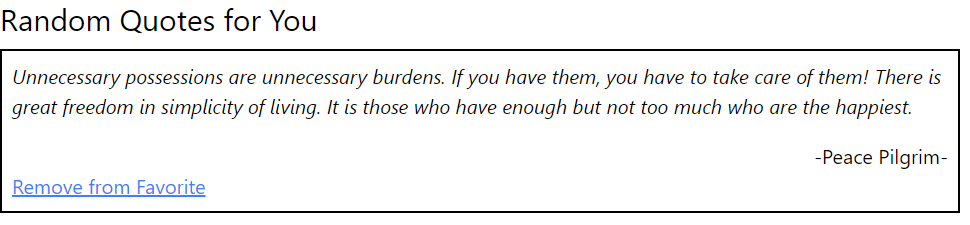 Random Quotes for You
Unnecessary possessions are unnecessary burdens. If you have them, you have to take care of them! There is
great freedom in simplicity of living. It is those who have enough but not too much who are the happiest.
-Peace Pilgrim-
Remove from Favorite